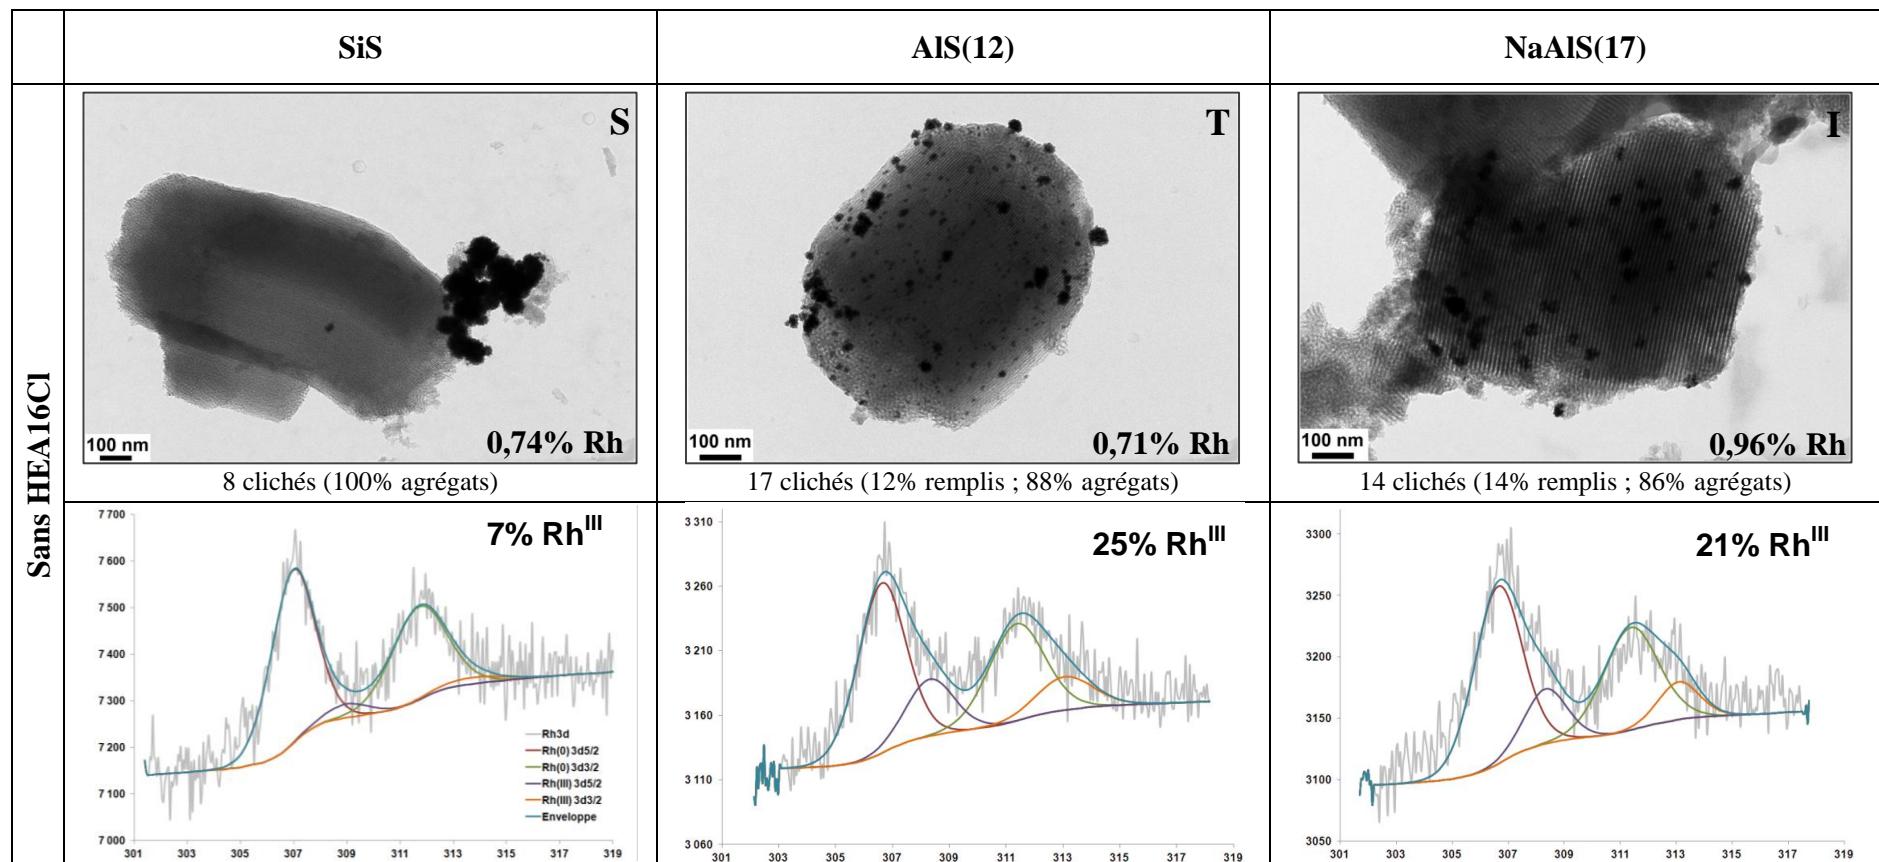 SiS
AlS(12)
NaAlS(17)
Sans HEA16Cl
S
100 nm
0,74% Rh
8 clichés (100% agrégats)
T
100 nm
0,71% Rh
17 clichés (12% remplis ; 88% agrégats)
I
100 nm
0,96% Rh
14 clichés (14% remplis ; 86% agrégats)
7% Rh^III
7 700
7 600
7 500
7 400
7 300
7 200
7 100
7 000
Rh3d
Rh(0) 3d5/2
Rh(0) 3d3/2
Rh(III) 3d5/2
Rh(III) 3d3/2
Enveloppe
301 303 305 307 309 311 313 315 317 319
25% Rh^III
3 310
3 260
3 210
3 160
3 110
3 060
301 303 305 307 309 311 313 315 317 319
21% Rh^III
3300
3250
3200
3150
3100
3050
301 303 305 307 309 311 313 315 317 319